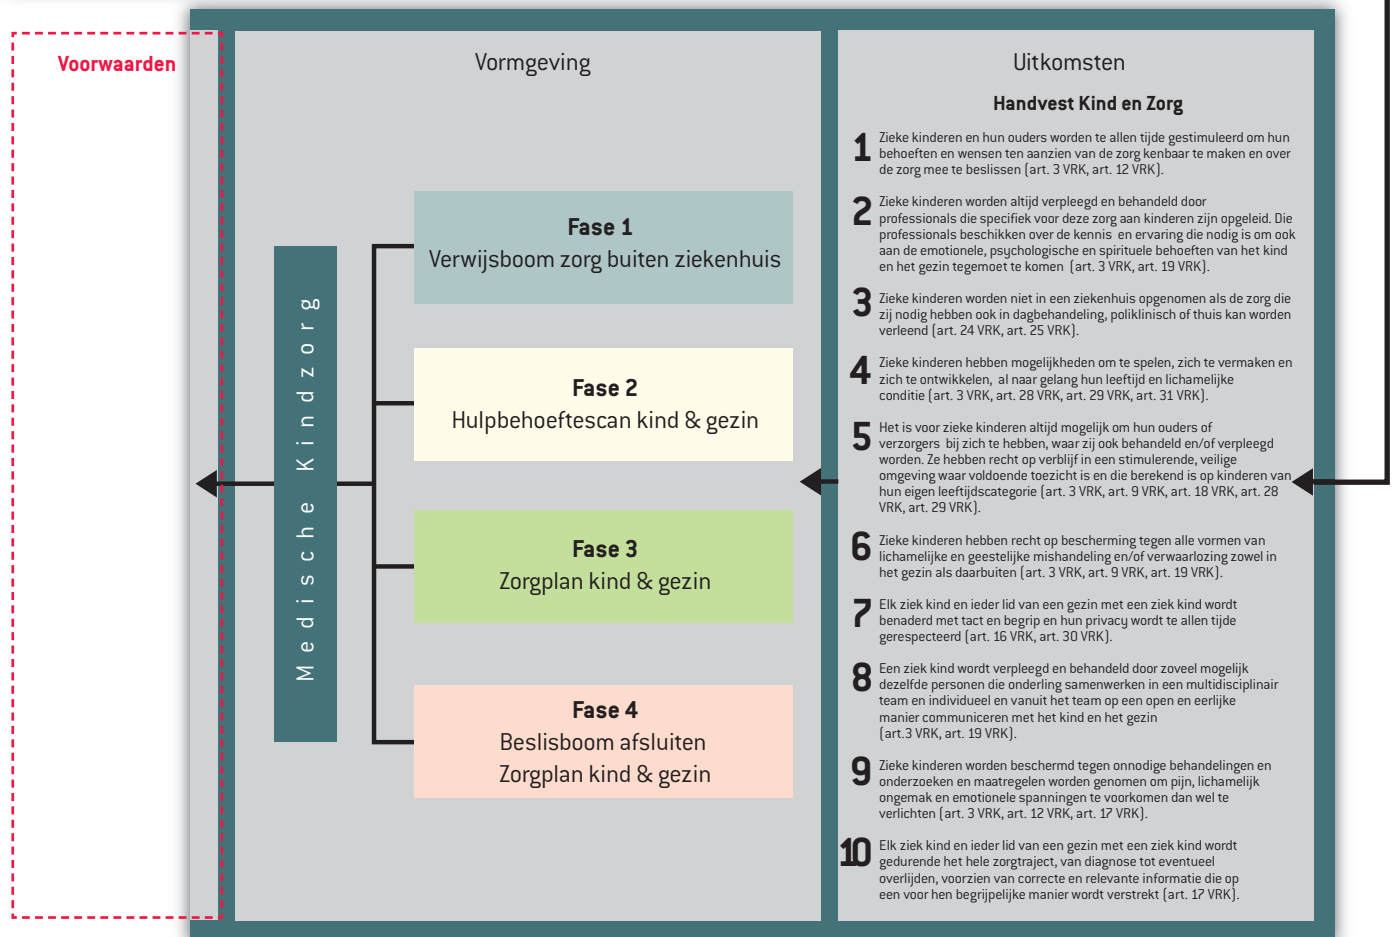 Voorwaarden
Vormgeving
Medische Kindzorg
Fase 1
Verwijsboom zorg buiten ziekenhuis
Fase 2
Hulpbehoeftescan kind & gezin
Fase 3
Zorgplan kind & gezin
Fase 4
Beslisboom afsluiten
Zorgplan kind & gezin
Uitkomsten
Handvest Kind en Zorg
1 Zieke kinderen en hun ouders worden te allen tijde gestimuleerd om hun
behoeften en wensen ten aanzien van de zorg kenbaar te maken en over
de zorg mee te beslissen (art. 3 VRK, art. 12 VRK).
2 Zieke kinderen worden altijd verpleegd en behandeld door
professionals die specifiek voor deze zorg aan kinderen zijn opgeleid. Die
professionals beschikken over de kennis en ervaring die nodig is om ook
aan de emotionele, psychologische en spirituele behoeften van het kind
en het gezin tegemoet te komen (art. 3 VRK, art. 19 VRK).
3 Zieke kinderen worden niet in een ziekenhuis opgenomen als de zorg die
zij nodig hebben ook in dagbehandeling, poliklinisch of thuis kan worden
verleend (art. 24 VRK, art. 25 VRK).
4 Zieke kinderen hebben mogelijkheden om te spelen, zich te vermaken en
zich te ontwikkelen, al naar gelang hun leeftijd en lichamelijke
conditie (art. 3 VRK, art. 28 VRK, art. 29 VRK, art. 31 VRK).
5 Het is voor zieke kinderen altijd mogelijk om hun ouders of
verzorgers bij zich te hebben, waar zij ook behandeld en/of verpleegd
worden. Ze hebben recht op verblijf in een stimulerende, veilige
omgeving waar voldoende toezicht is en die berekend is op kinderen van
hun eigen leeftijdscategorie (art. 3 VRK, art. 9 VRK, art. 18 VRK, art. 28
VRK, art. 29 VRK).
6 Zieke kinderen hebben recht op bescherming tegen alle vormen van
lichamelijke en geestelijke mishandeling en/of verwaarlozing zowel in
het gezin als daarbuiten (art. 3 VRK, art. 9 VRK, art. 19 VRK).
7 Elk ziek kind en ieder lid van een gezin met een ziek kind wordt
benaderd met tact en begrip en hun privacy wordt te allen tijde
gerespecteerd (art. 16 VRK, art. 30 VRK).
8 Een ziek kind wordt verpleegd en behandeld door zoveel mogelijk
dezelfde personen die onderling samenwerken in een multidisciplinair
team en individueel en vanuit het team op een open en eerlijke
manier communiceren met het kind en het gezin
(art.3 VRK, art. 19 VRK).
9 Zieke kinderen worden beschermd tegen onnodige behandelingen en
onderzoeken en maatregelen worden genomen om pijn, lichamelijk
ongemak en emotionele spanningen te voorkomen dan wel te
verlichten (art. 3 VRK, art. 12 VRK, art. 17 VRK).
10 Elk ziek kind en ieder lid van een gezin met een ziek kind wordt
gedurende het hele zorgtraject, van diagnose tot eventueel
overlijden, voorzien van correcte en relevante informatie die op
een voor hen begrijpelijke manier wordt verstrekt (art. 17 VRK).